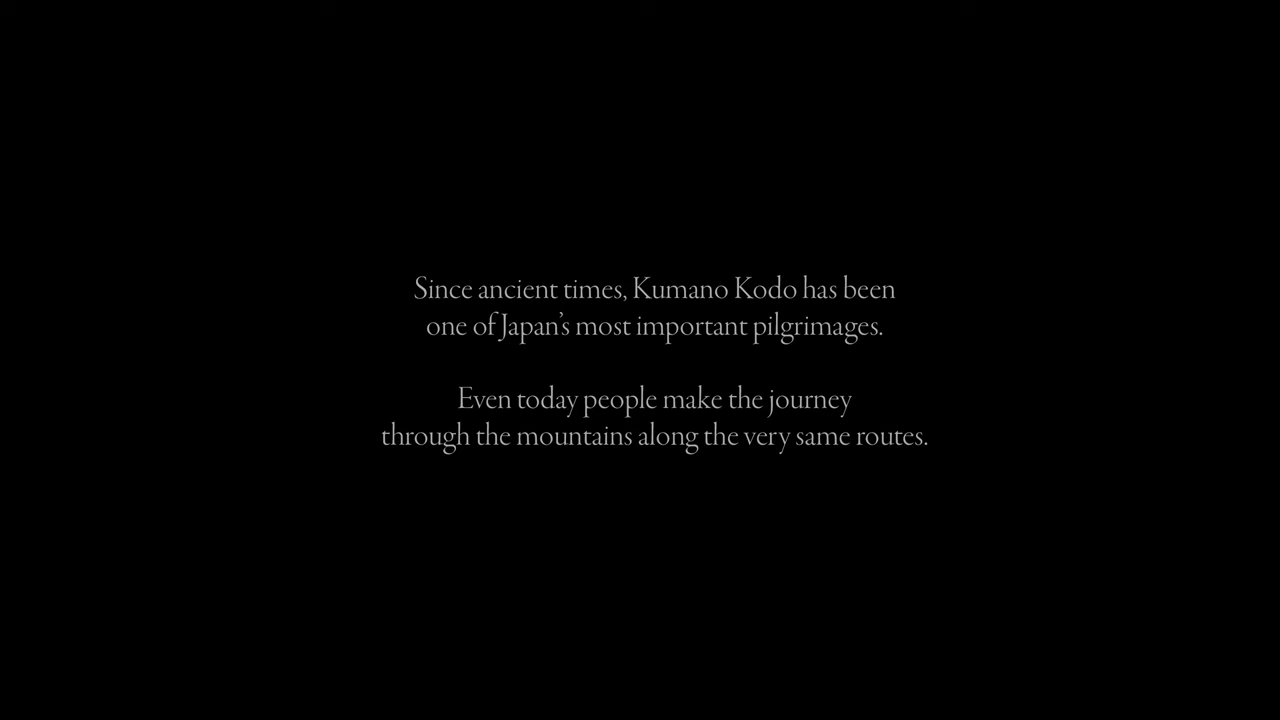 Since ancient times, Kumano Kodo has been
one of Japan’s most important pilgrimages.
Even today people make the journey
through the mountains along the very same routes.